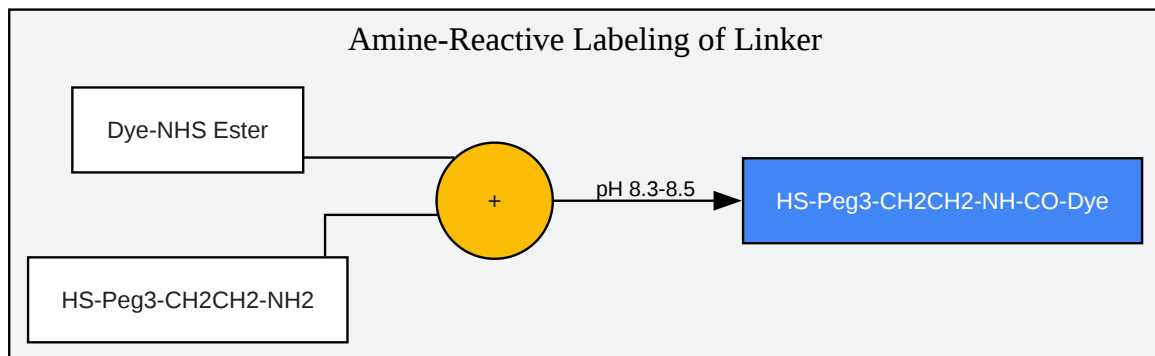 Amine-Reactive Labeling of Linker
Dye-NHS Ester
+
pH 8.3-8.5
HS-Peg3-CH2CH2-NH-CO-Dye
HS-Peg3-CH2CH2-NH2